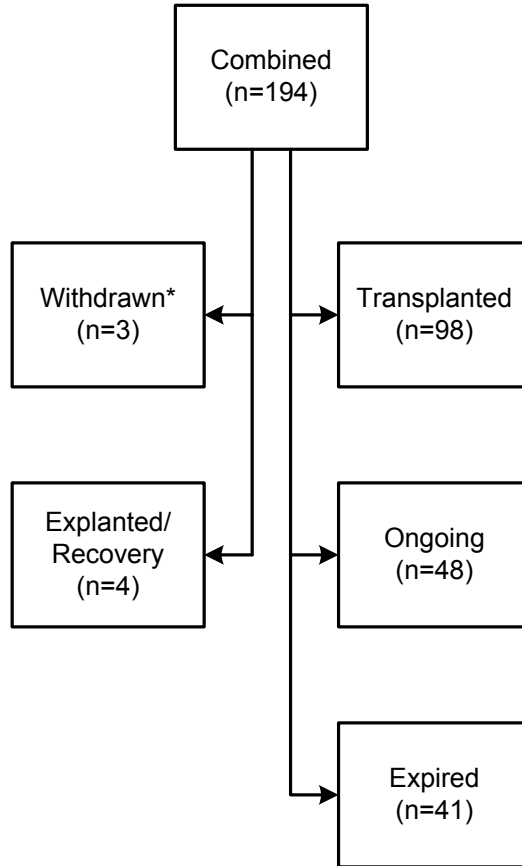 Combined
(n=194)
Withdrawn*
(n=3)
Transplanted
(n=98)
Explanted/
Recovery
(n=4)
Ongoing
(n=48)
Expired
(n=41)